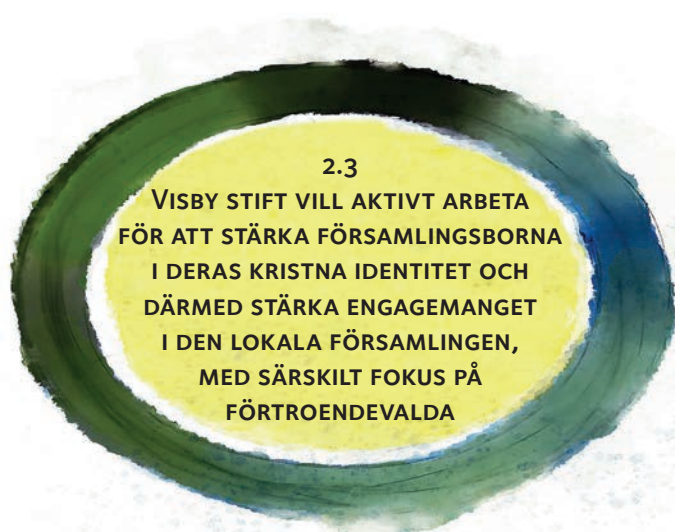 2.3
VISBY STIFT VILL AKTIVT ARBETA
FÖR ATT STÄRKA FÖRSAMLINGSBORNA
I DERAS KRISTNA IDENTITET OCH
DÄRMED STÄRKA ENGAGEMANGET
I DEN LOKALA FÖRSAMLINGEN,
MED SÄRSKILT FOKUS PÅ
FÖRTROENDEVALDA